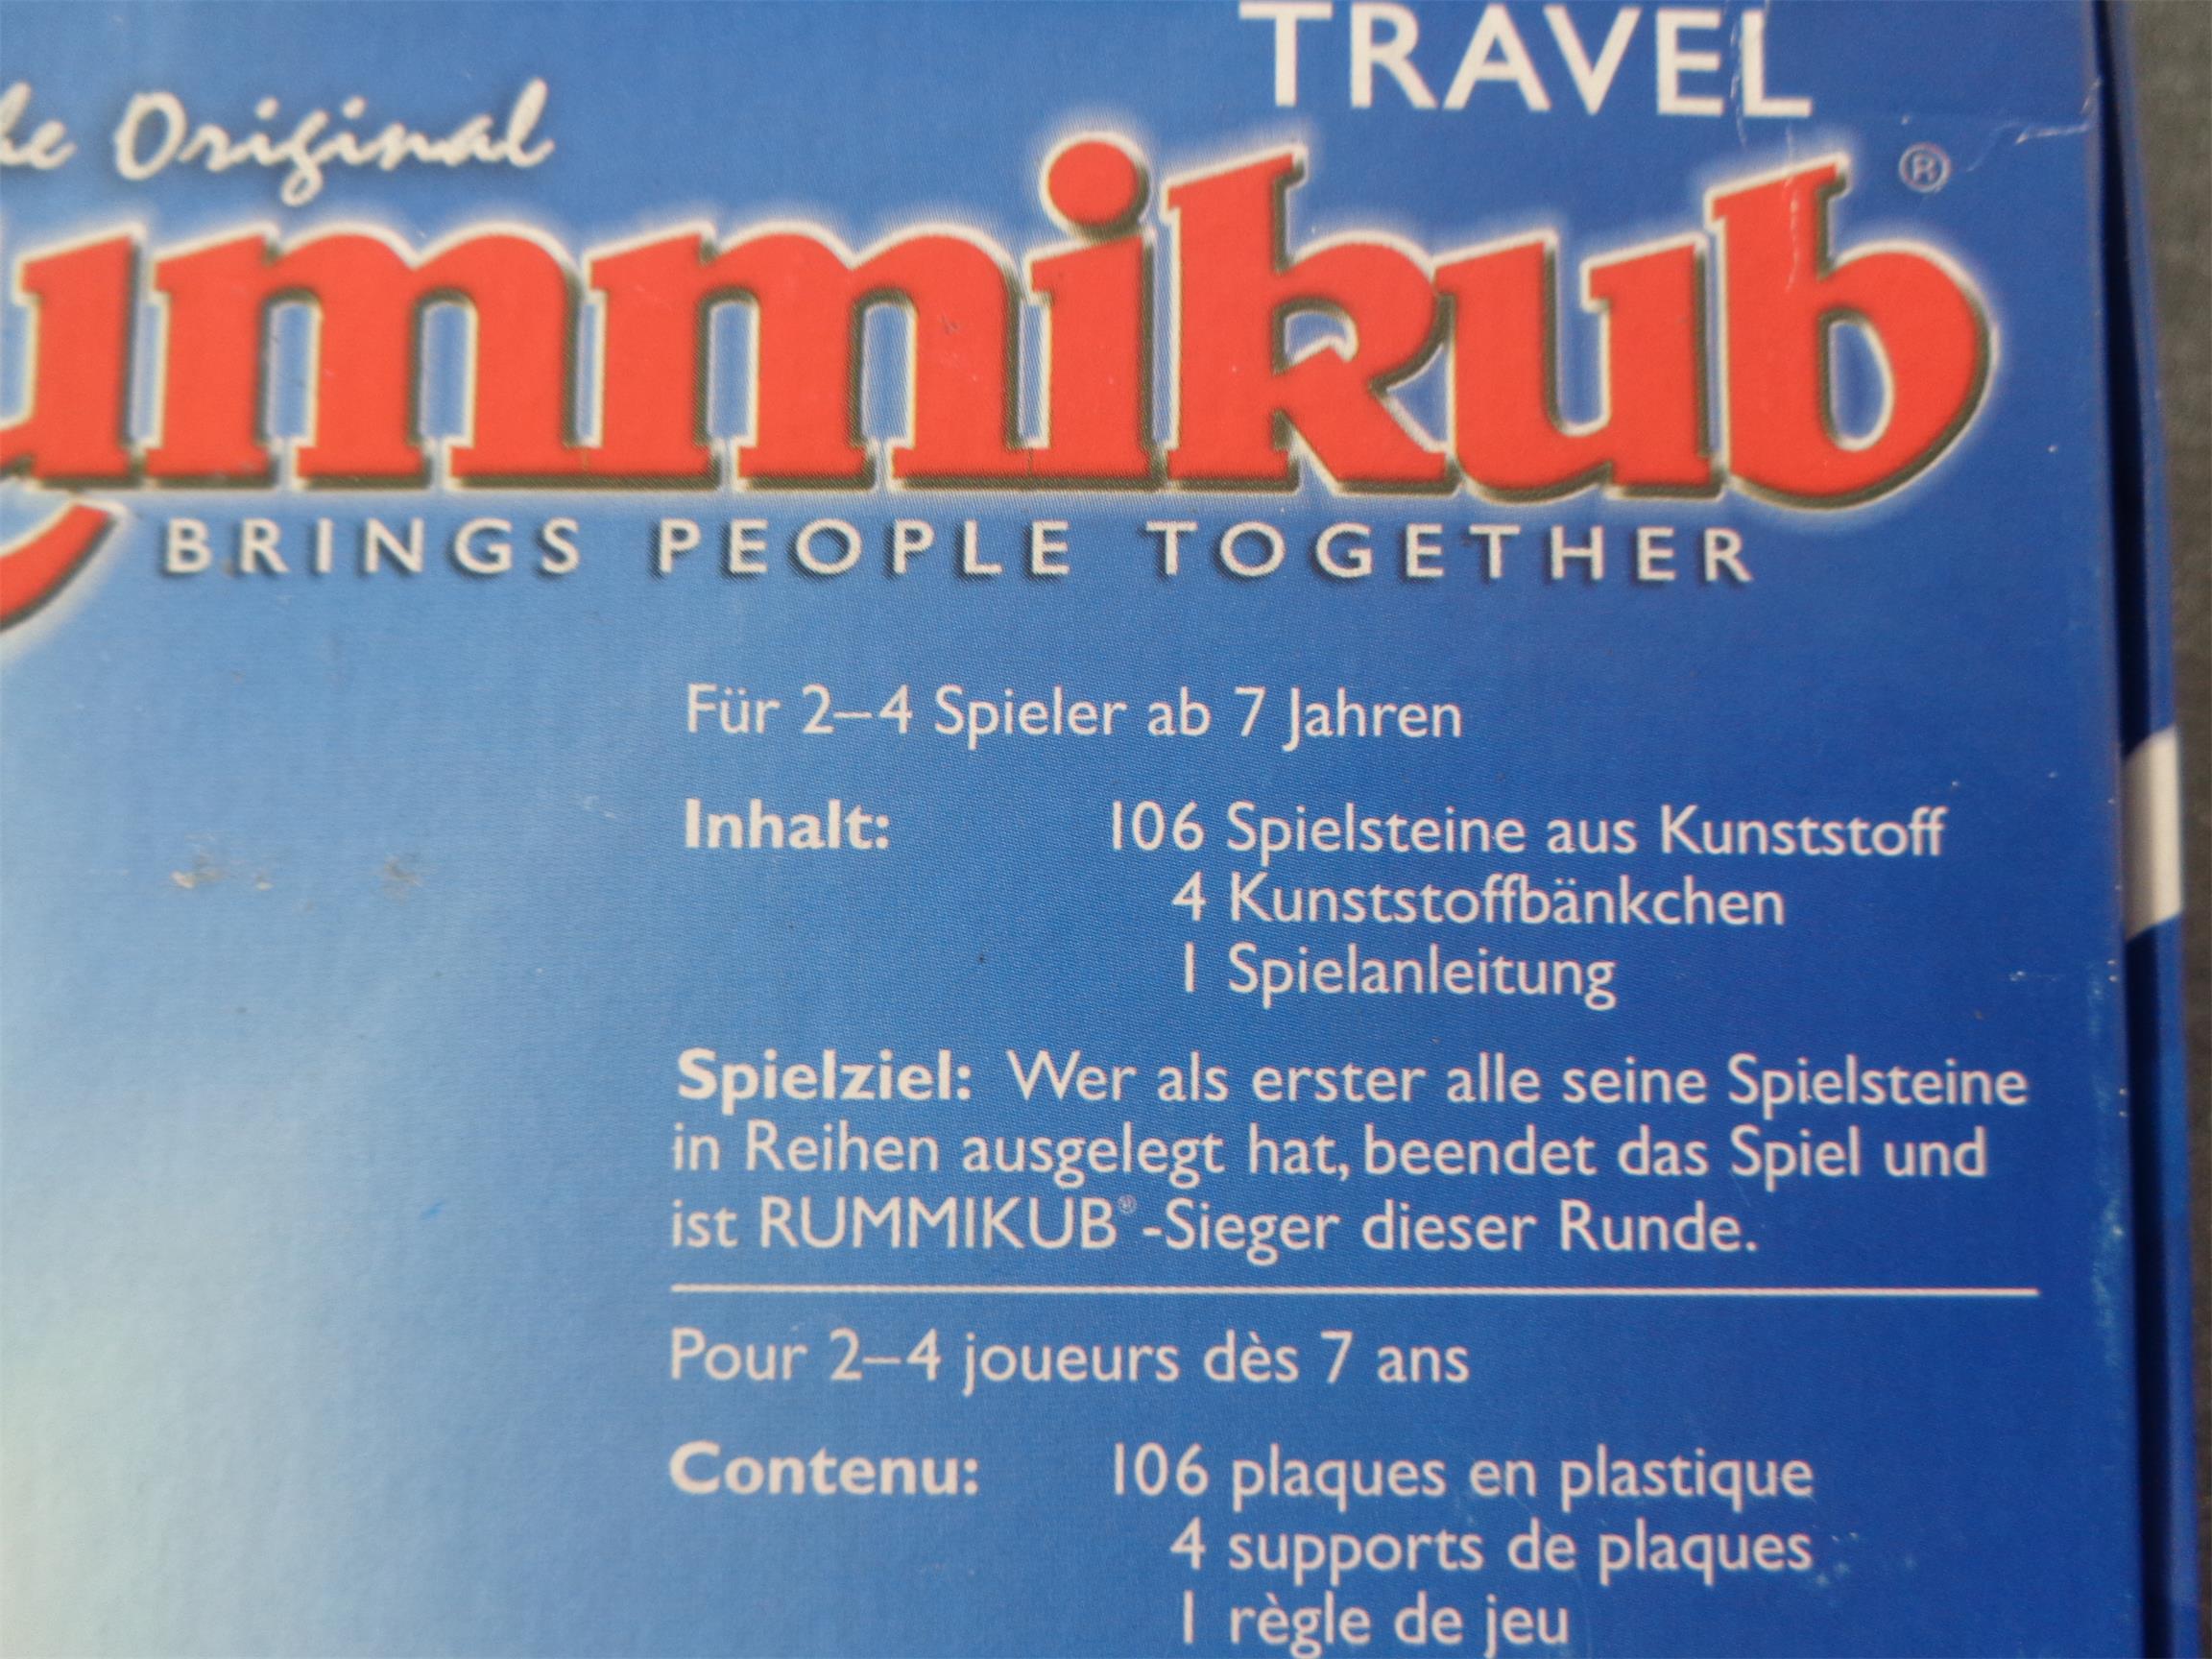 TRAVEL
Original
ummikub®
BRINGS PEOPLE TOGETHER
Für 2–4 Spieler ab 7 Jahren
Inhalt: 106 Spielsteine aus Kunststoff
4 Kunststoffbänkchen
1 Spielanleitung
Spielziel: Wer als erster alle seine Spielsteine
in Reihen ausgelegt hat, beendet das Spiel und
ist RUMMIKUB®-Sieger dieser Runde.
Pour 2–4 joueurs dès 7 ans
Contenu: 106 plaques en plastique
4 supports de plaques
1 règle de jeu